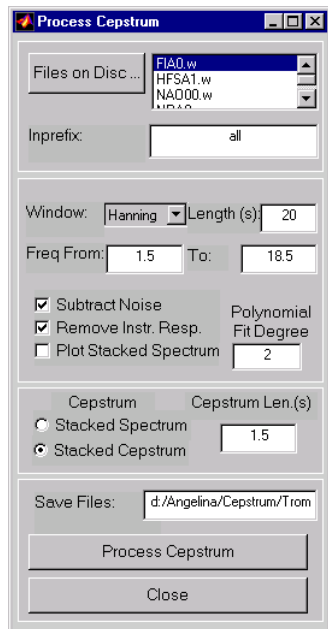 Process Cepstrum
Files on Disc ...
FIA0.w
HFSA1.w
NAO00.w
Inprefix:
all
Window:
Hanning
Length (s):
20
Freq From:
1.5
To:
18.5
Subtract Noise
Remove Instr. Resp.
Plot Stacked Spectrum
Polynomial
Fit Degree
2
Cepstrum
Cepstrum Len.(s)
Stacked Spectrum
Stacked Cepstrum
1.5
Save Files:
d:/Angelina/Cepstrum/Trom
Process Cepstrum
Close